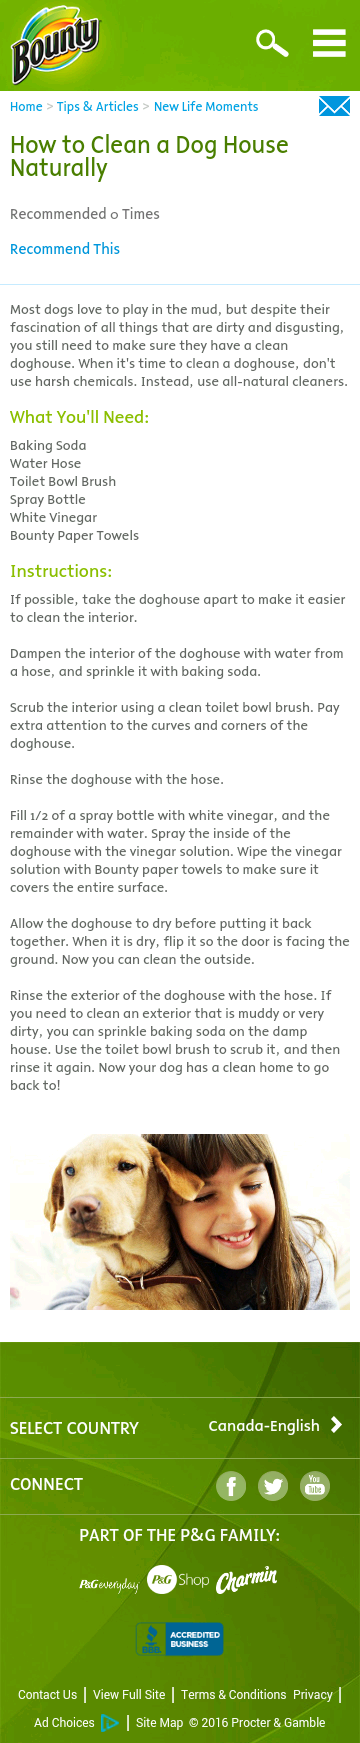 Bounty
Home > Tips & Articles > New Life Moments
How to Clean a Dog House
Naturally
Recommended 0 Times
Recommend This
Most dogs love to play in the mud, but despite their
fascination of all things that are dirty and disgusting,
you still need to make sure they have a clean
doghouse. When it's time to clean a doghouse, don't
use harsh chemicals. Instead, use all-natural cleaners.
What You'll Need:
Baking Soda
Water Hose
Toilet Bowl Brush
Spray Bottle
White Vinegar
Bounty Paper Towels
Instructions:
If possible, take the doghouse apart to make it easier
to clean the interior.
Dampen the interior of the doghouse with water from
a hose, and sprinkle it with baking soda.
Scrub the interior using a clean toilet bowl brush. Pay
extra attention to the curves and corners of the
doghouse.
Rinse the doghouse with the hose.
Fill 1/2 of a spray bottle with white vinegar, and the
remainder with water. Spray the inside of the
doghouse with the vinegar solution. Wipe the vinegar
solution with Bounty paper towels to make sure it
covers the entire surface.
Allow the doghouse to dry before putting it back
together. When it is dry, flip it so the door is facing the
ground. Now you can clean the outside.
Rinse the exterior of the doghouse with the hose. If
you need to clean an exterior that is muddy or very
dirty, you can sprinkle baking soda on the damp
house. Use the toilet bowl brush to scrub it, and then
rinse it again. Now your dog has a clean home to go
back to!
SELECT COUNTRY Canada-English
CONNECT f You Tube
PART OF THE P&G FAMILY:
P&G everyday P&G Shop Charmin
BBB ACCREDITED BUSINESS
Contact Us | View Full Site | Terms & Conditions Privacy |
Ad Choices | Site Map © 2016 Procter & Gamble